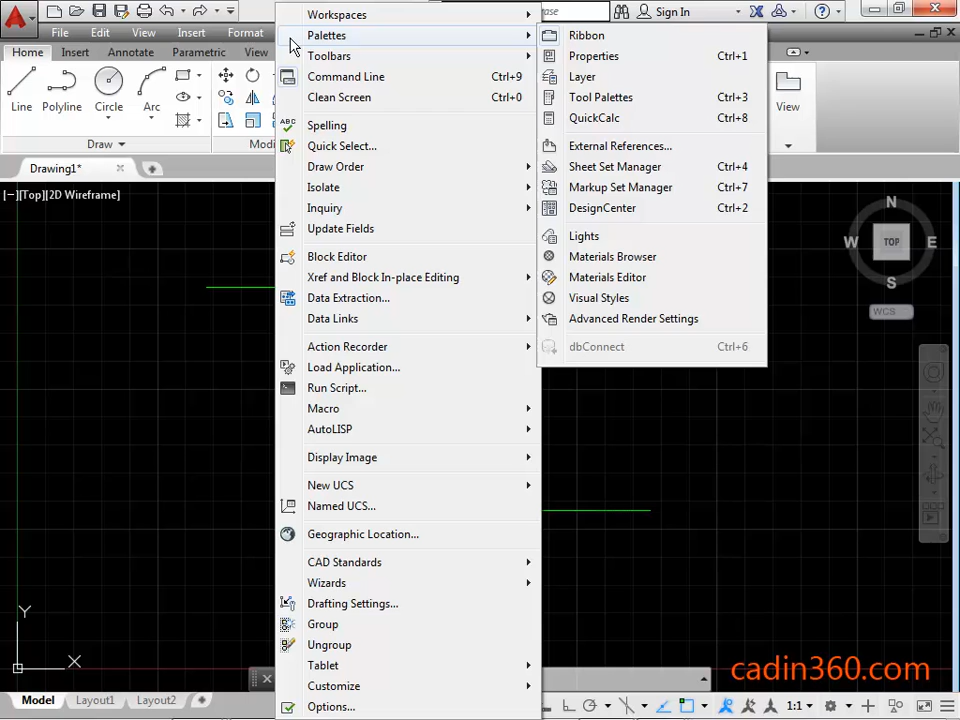 ase
Sign In
Edit
View
Insert
Format
Home
Insert
Annotate
Parametric
View
Line
Polyline
Circle
Arc
Draw
Modi
View
Drawing1*
[−][Top][2D Wireframe]
Workspaces
Palettes
Toolbars
Command Line Ctrl+9
Clean Screen Ctrl+0
ABC
Spelling
Quick Select...
Draw Order
Isolate
Inquiry
Update Fields
Block Editor
Xref and Block In-place Editing
Data Extraction...
Data Links
Action Recorder
Load Application...
Run Script...
Macro
AutoLISP
Display Image
New UCS
Named UCS...
Geographic Location...
CAD Standards
Wizards
Drafting Settings...
Group
Ungroup
Tablet
Customize
Options...
Ribbon
Properties Ctrl+1
Layer
Tool Palettes Ctrl+3
QuickCalc Ctrl+8
External References...
Sheet Set Manager Ctrl+4
Markup Set Manager Ctrl+7
DesignCenter Ctrl+2
Lights
Materials Browser
Materials Editor
Visual Styles
Advanced Render Settings
dbConnect Ctrl+6
N
W TOP E
S
WCS
Y
X
cadin360.com
Model
Layout1
Layout2
1:1